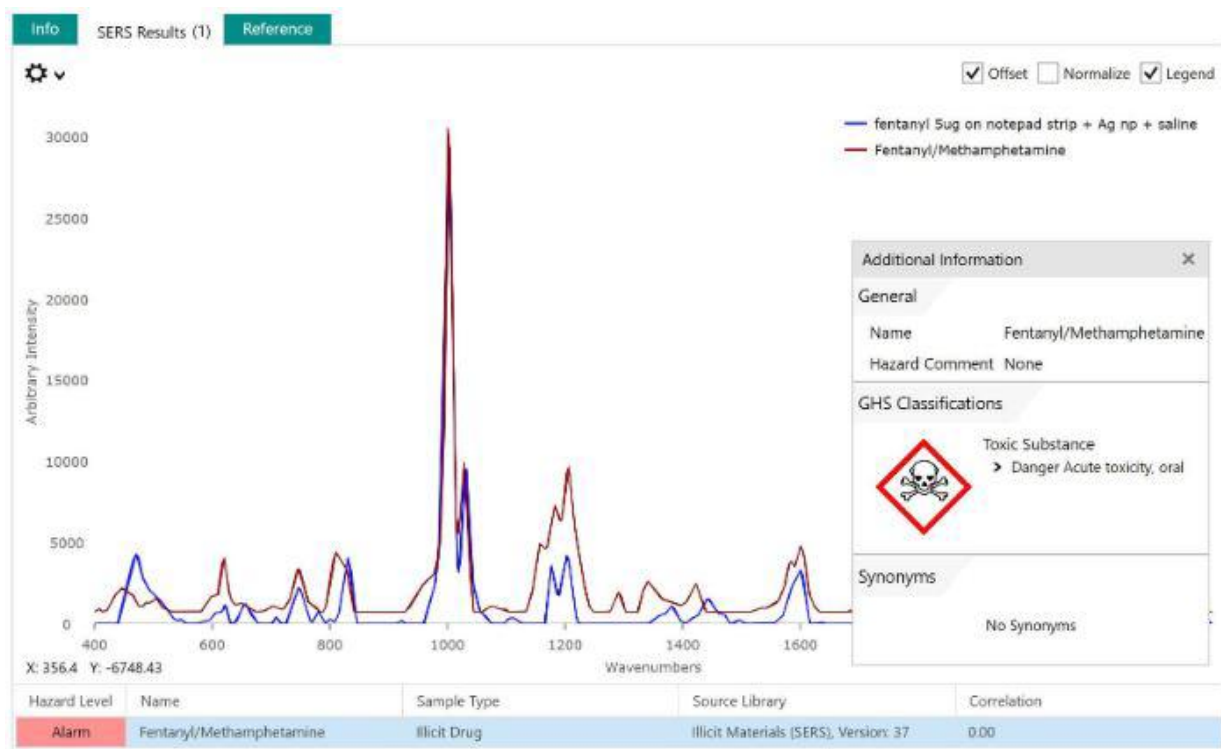 Info SERS Results (1) Reference
Offset Normalize Legend
fentanyl 5ug on notepad strip + Ag np + saline
Fentanyl/Methamphetamine
30000
25000
20000
15000
10000
5000
0
Arbitrary Intensity
400 600 800 1000 1200 1400 1600
X: 356.4 Y: -6748.43
Wavenumbers
Additional Information
General
Name Fentanyl/Methamphetamine
Hazard Comment None
GHS Classifications
Toxic Substance
Danger Acute toxicity, oral
Synonyms
No Synonyms
Hazard Level Name Sample Type Source Library Correlation
Alarm Fentanyl/Methamphetamine Illicit Drug Illicit Materials (SERS), Version: 37 0.00